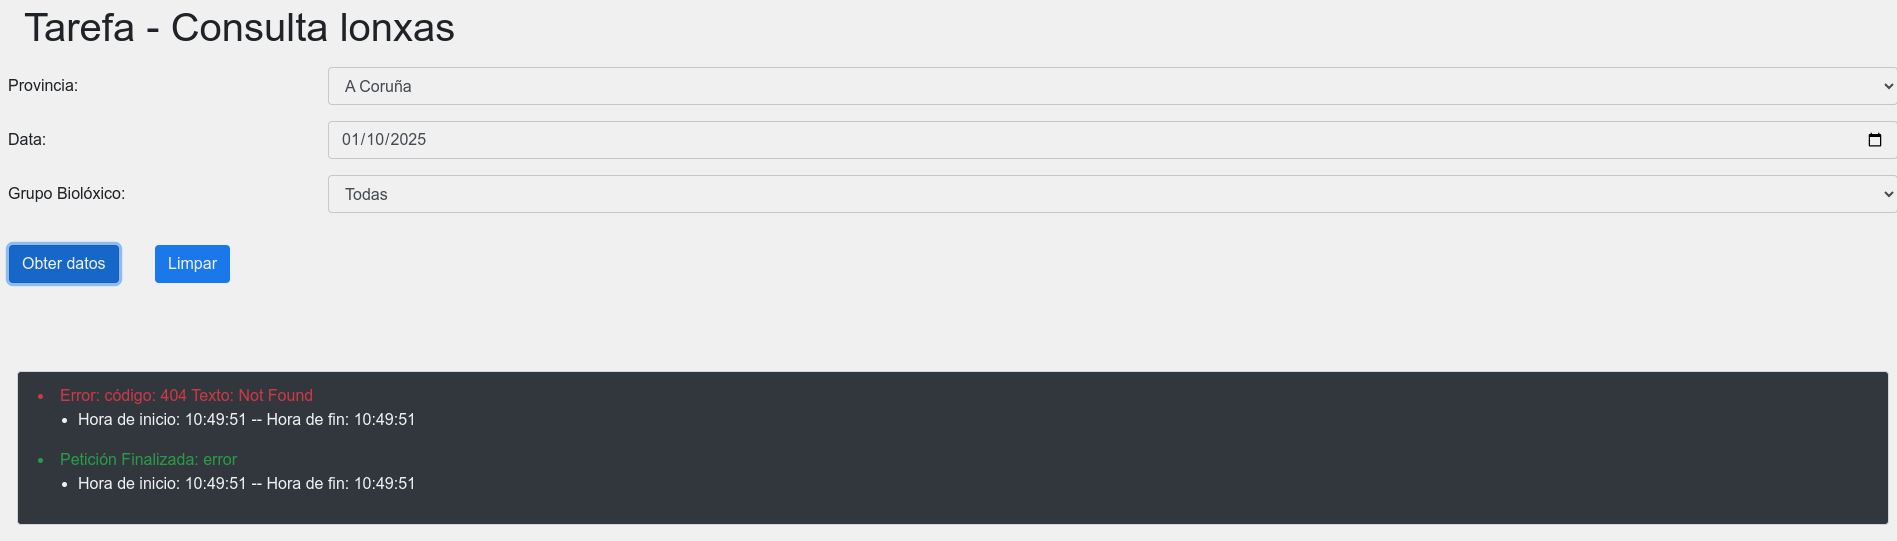 Tarefa - Consulta lonxas
Provincia:
A Coruña
Data:
01/10/2025
Grupo Biolóxico:
Todas
Obter datos
Limpar
Error: código: 404 Texto: Not Found
Hora de inicio: 10:49:51 -- Hora de fin: 10:49:51
Petición Finalizada: error
Hora de inicio: 10:49:51 -- Hora de fin: 10:49:51